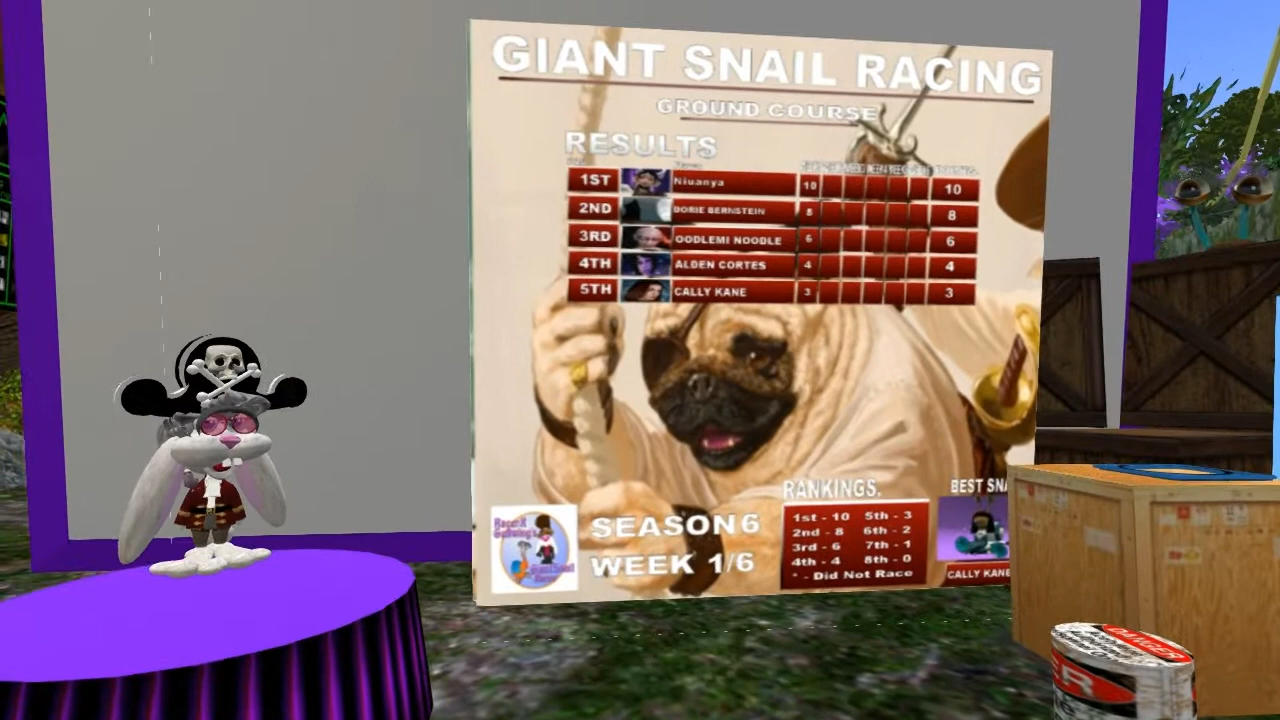 GIANT SNAIL RACING
GROUND COURSE
RESULTS
1ST Niuanya 10 10
2ND DORIE BERNSTEIN 8 8
3RD OODLEMI NOODLE 6 6
4TH ALDEN CORTES 4 4
5TH CALLY KANE 3 3
SEASON 6
WEEK 1/6
RANKINGS.
1st - 10 5th - 3
2nd - 8 6th - 2
3rd - 6 7th - 1
4th - 4 8th - 0
* - Did Not Race
BEST SNA
CALLY KANE
DANGER
ER